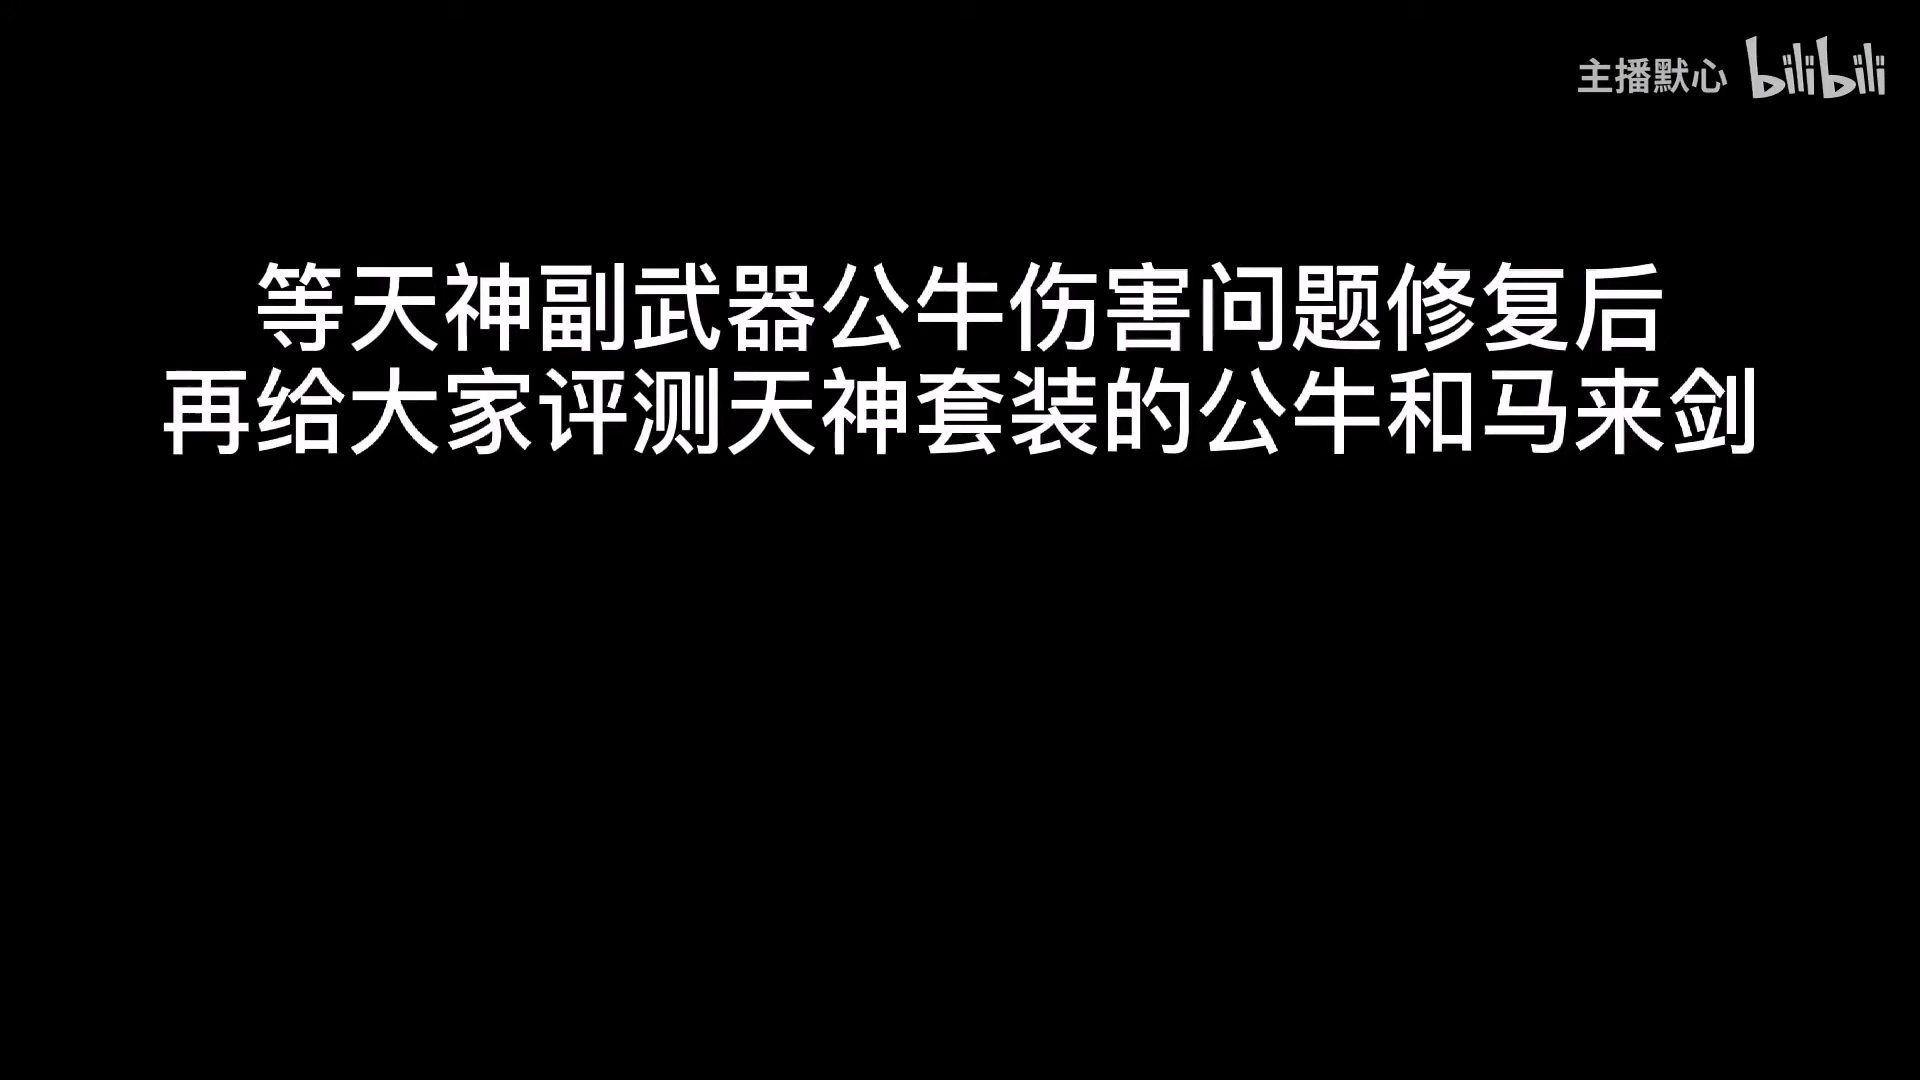 主播默心 bilibili
等天神副武器公牛伤害问题修复后
再给大家评测天神套装的公牛和马来剑